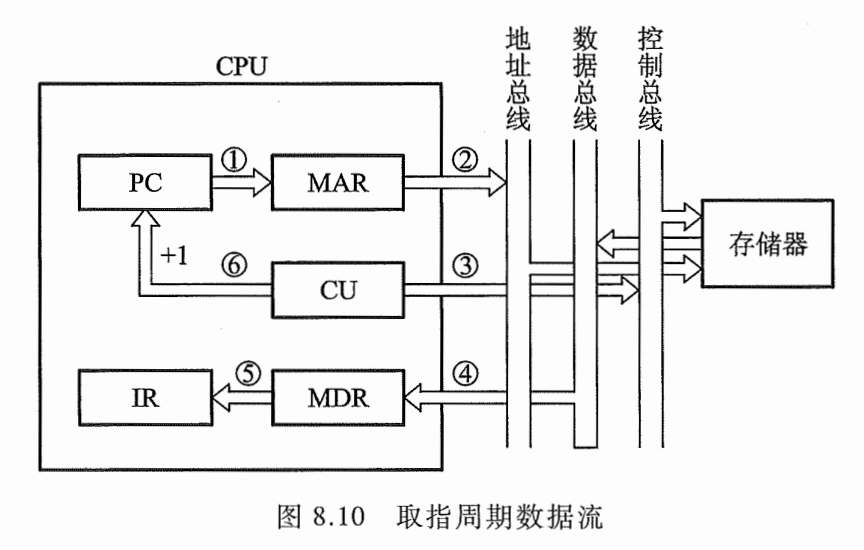 地址总线
数据总线
控制总线
CPU
PC
①
MAR
②
存储器
+1
⑥
CU
③
IR
⑤
MDR
④
图 8.10 取指周期数据流